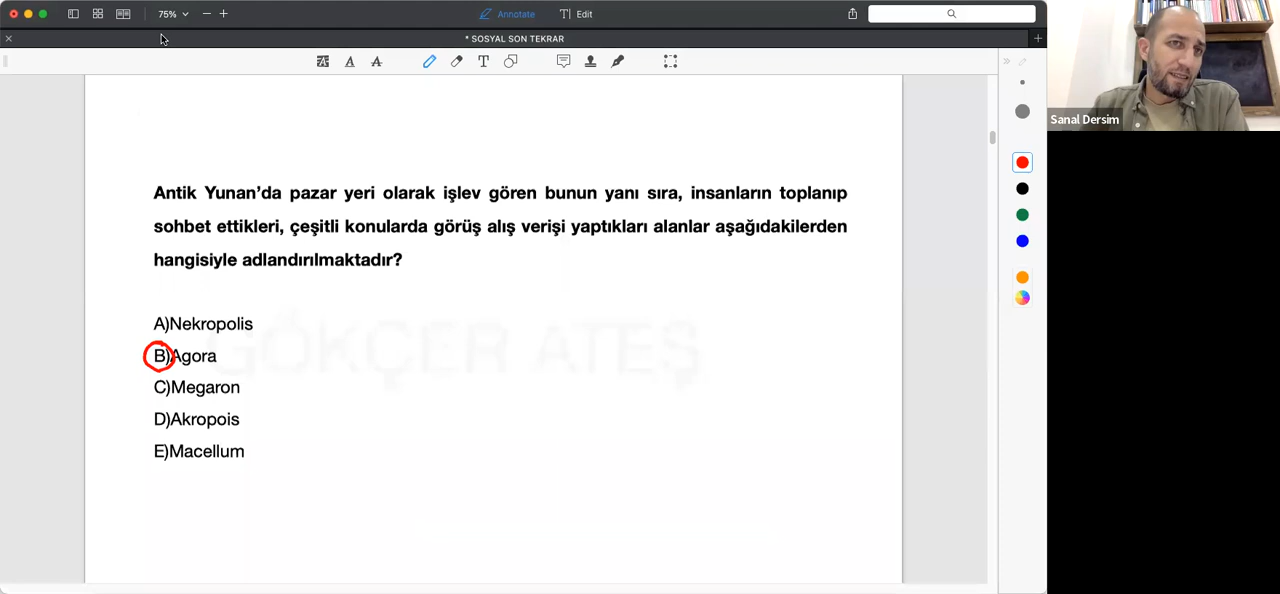 75%
Annotate
Edit
* SOSYAL SON TEKRAR
Sanal Dersim
Antik Yunan’da pazar yeri olarak işlev gören bunun yanı sıra, insanların toplanıp
sohbet ettikleri, çeşitli konularda görüş alış verişi yaptıkları alanlar aşağıdakilerden
hangisiyle adlandırılmaktadır?
A)Nekropolis
B)Agora
C)Megaron
D)Akropois
E)Macellum
GÖKÇER ATEŞ